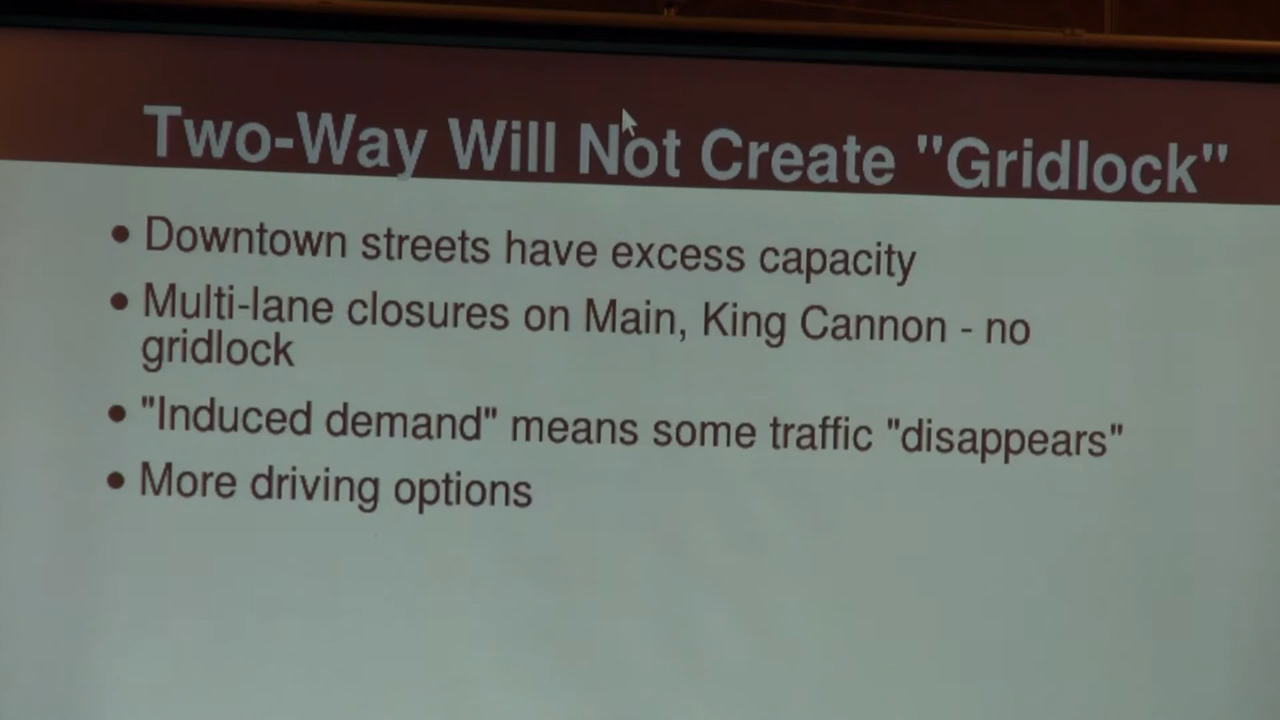 Two-Way Will Not Create "Gridlock"
• Downtown streets have excess capacity
• Multi-lane closures on Main, King Cannon - no
gridlock
• "Induced demand" means some traffic "disappears"
• More driving options